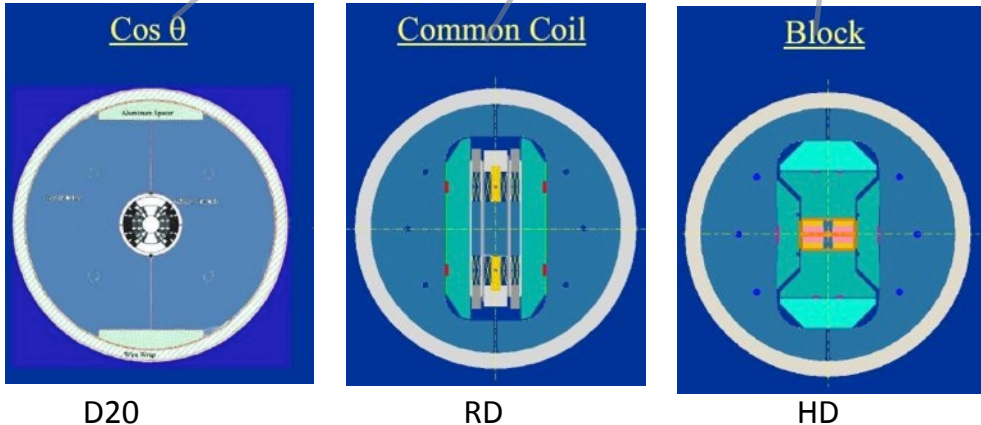 Cos θ
Common Coil
Block
Aluminum Spacer
Wire Wrap
D20
RD
HD